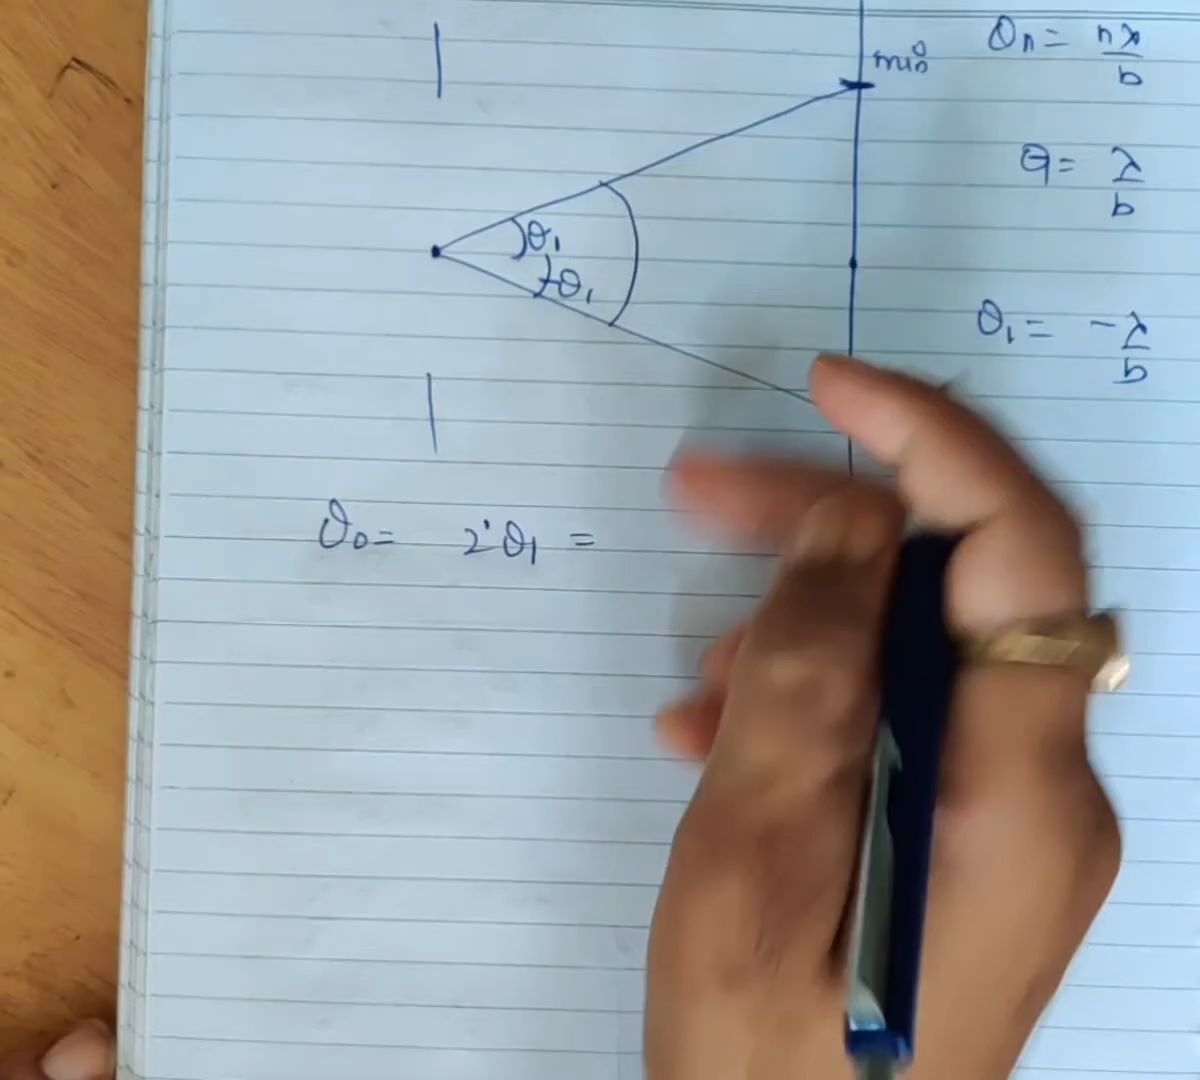 θₙ = nλ/b
min
θ = λ/b
θ₁
θ₁
θ₁ = -λ/b
θ₀ = 2θ₁ =